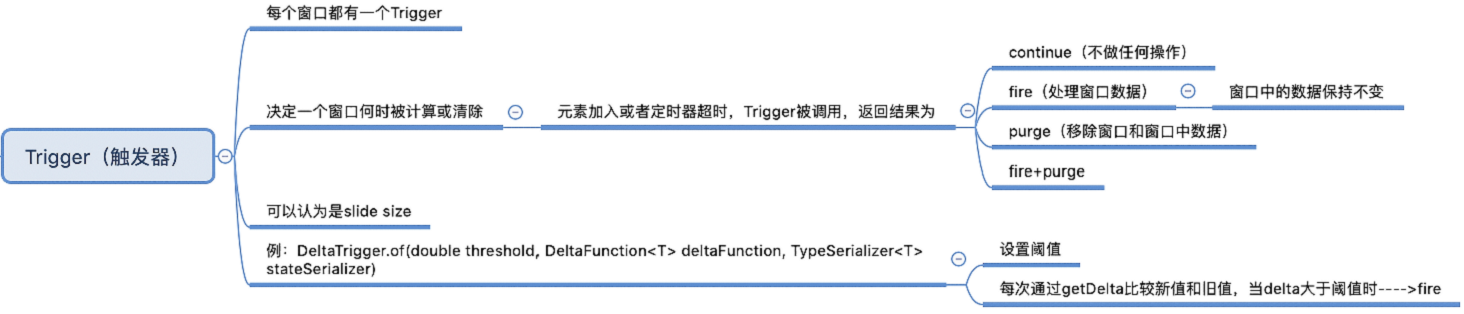 Trigger（触发器）
每个窗口都有一个Trigger
决定一个窗口何时被计算或清除
元素加入或者定时器超时，Trigger被调用，返回结果为
continue（不做任何操作）
fire（处理窗口数据）
窗口中的数据保持不变
purge（移除窗口和窗口中数据）
fire+purge
可以认为是slide size
例：DeltaTrigger.of(double threshold, DeltaFunction<T> deltaFunction, TypeSerializer<T>
stateSerializer)
设置阈值
每次通过getDelta比较新值和旧值，当delta大于阈值时---->fire